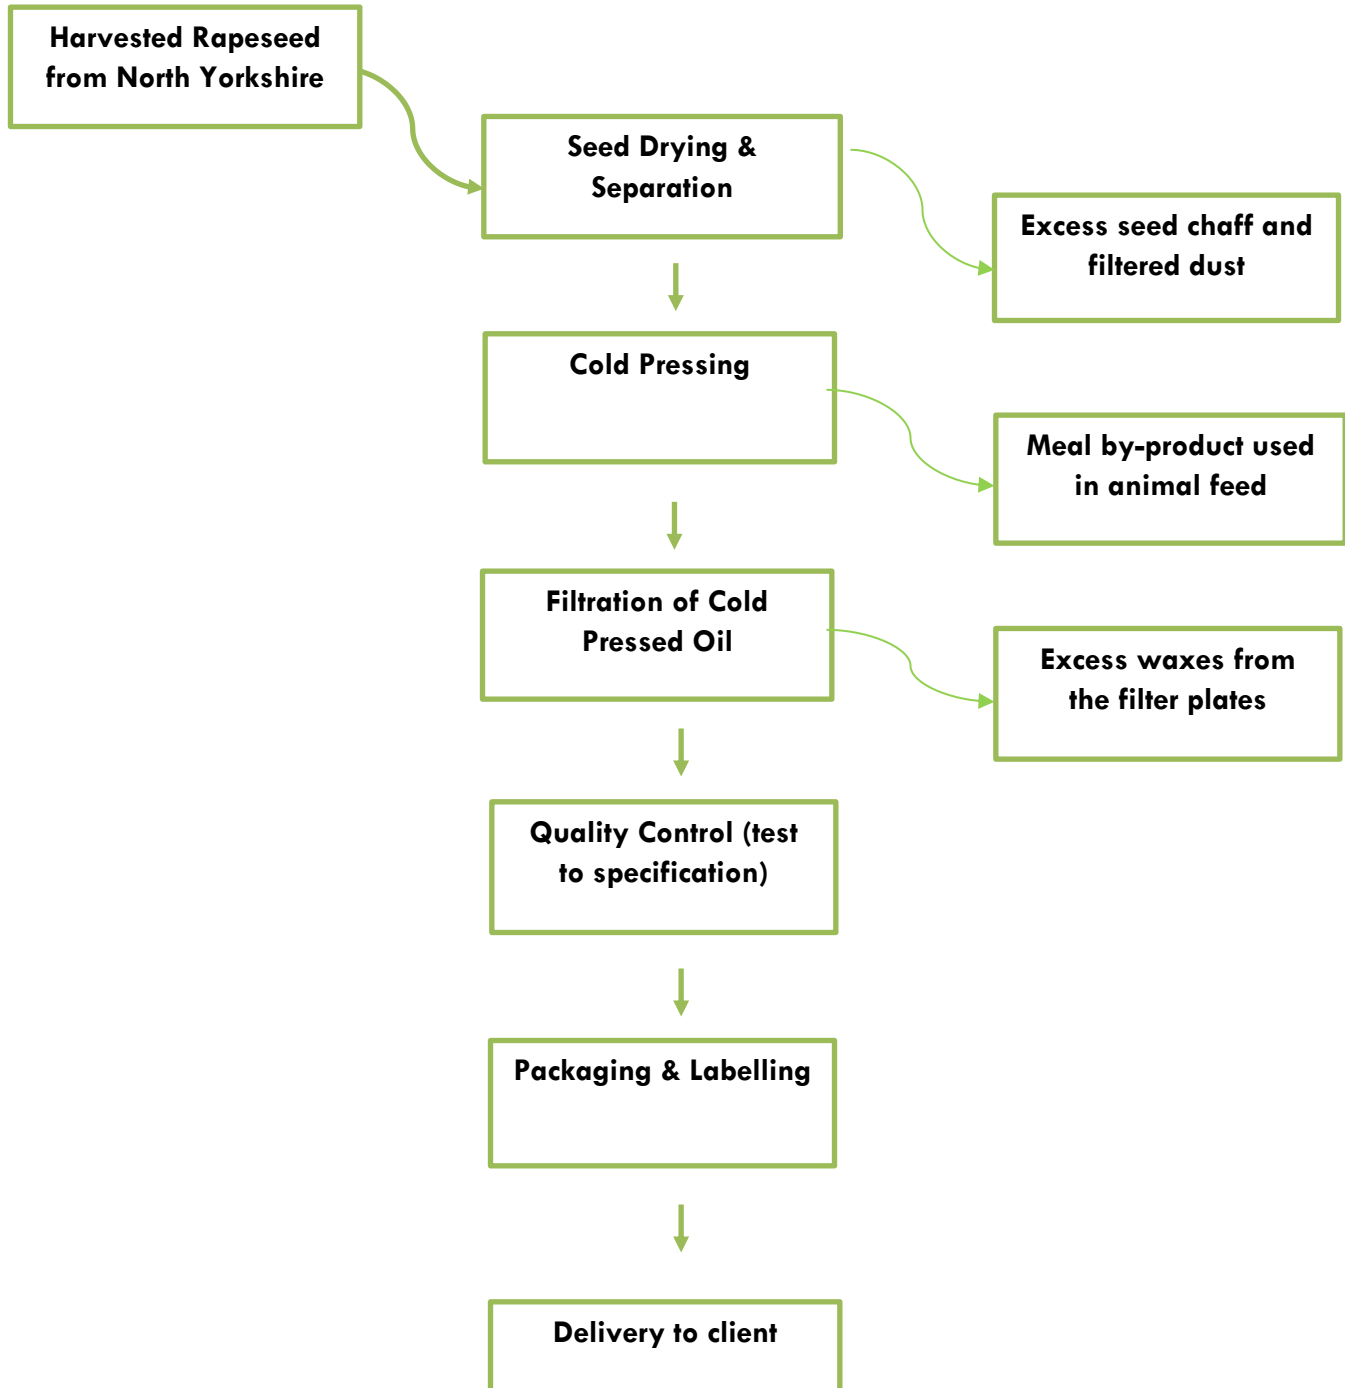 Harvested Rapeseed
from North Yorkshire
Seed Drying &
Separation
Excess seed chaff and
filtered dust
Cold Pressing
Meal by-product used
in animal feed
Filtration of Cold
Pressed Oil
Excess waxes from
the filter plates
Quality Control (test
to specification)
Packaging & Labelling
Delivery to client